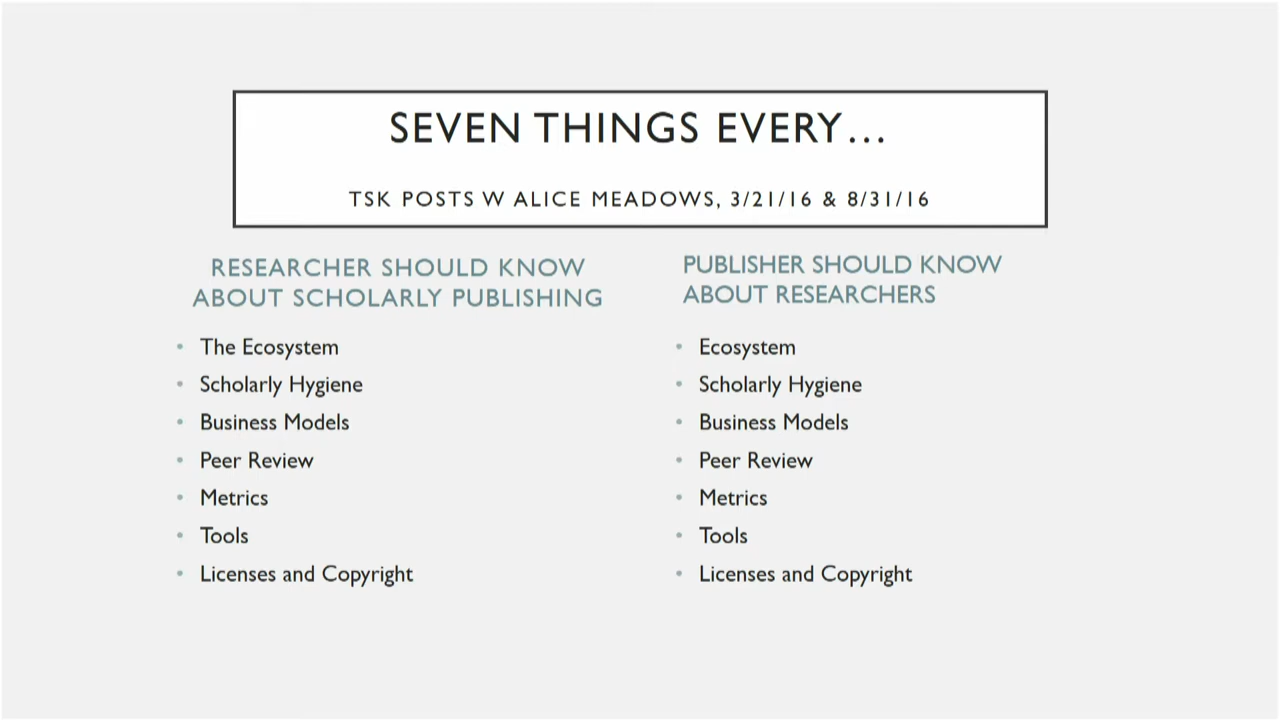 SEVEN THINGS EVERY…
TSK POSTS W ALICE MEADOWS, 3/21/16 & 8/31/16
RESEARCHER SHOULD KNOW
ABOUT SCHOLARLY PUBLISHING
• The Ecosystem
• Scholarly Hygiene
• Business Models
• Peer Review
• Metrics
• Tools
• Licenses and Copyright
PUBLISHER SHOULD KNOW
ABOUT RESEARCHERS
• Ecosystem
• Scholarly Hygiene
• Business Models
• Peer Review
• Metrics
• Tools
• Licenses and Copyright